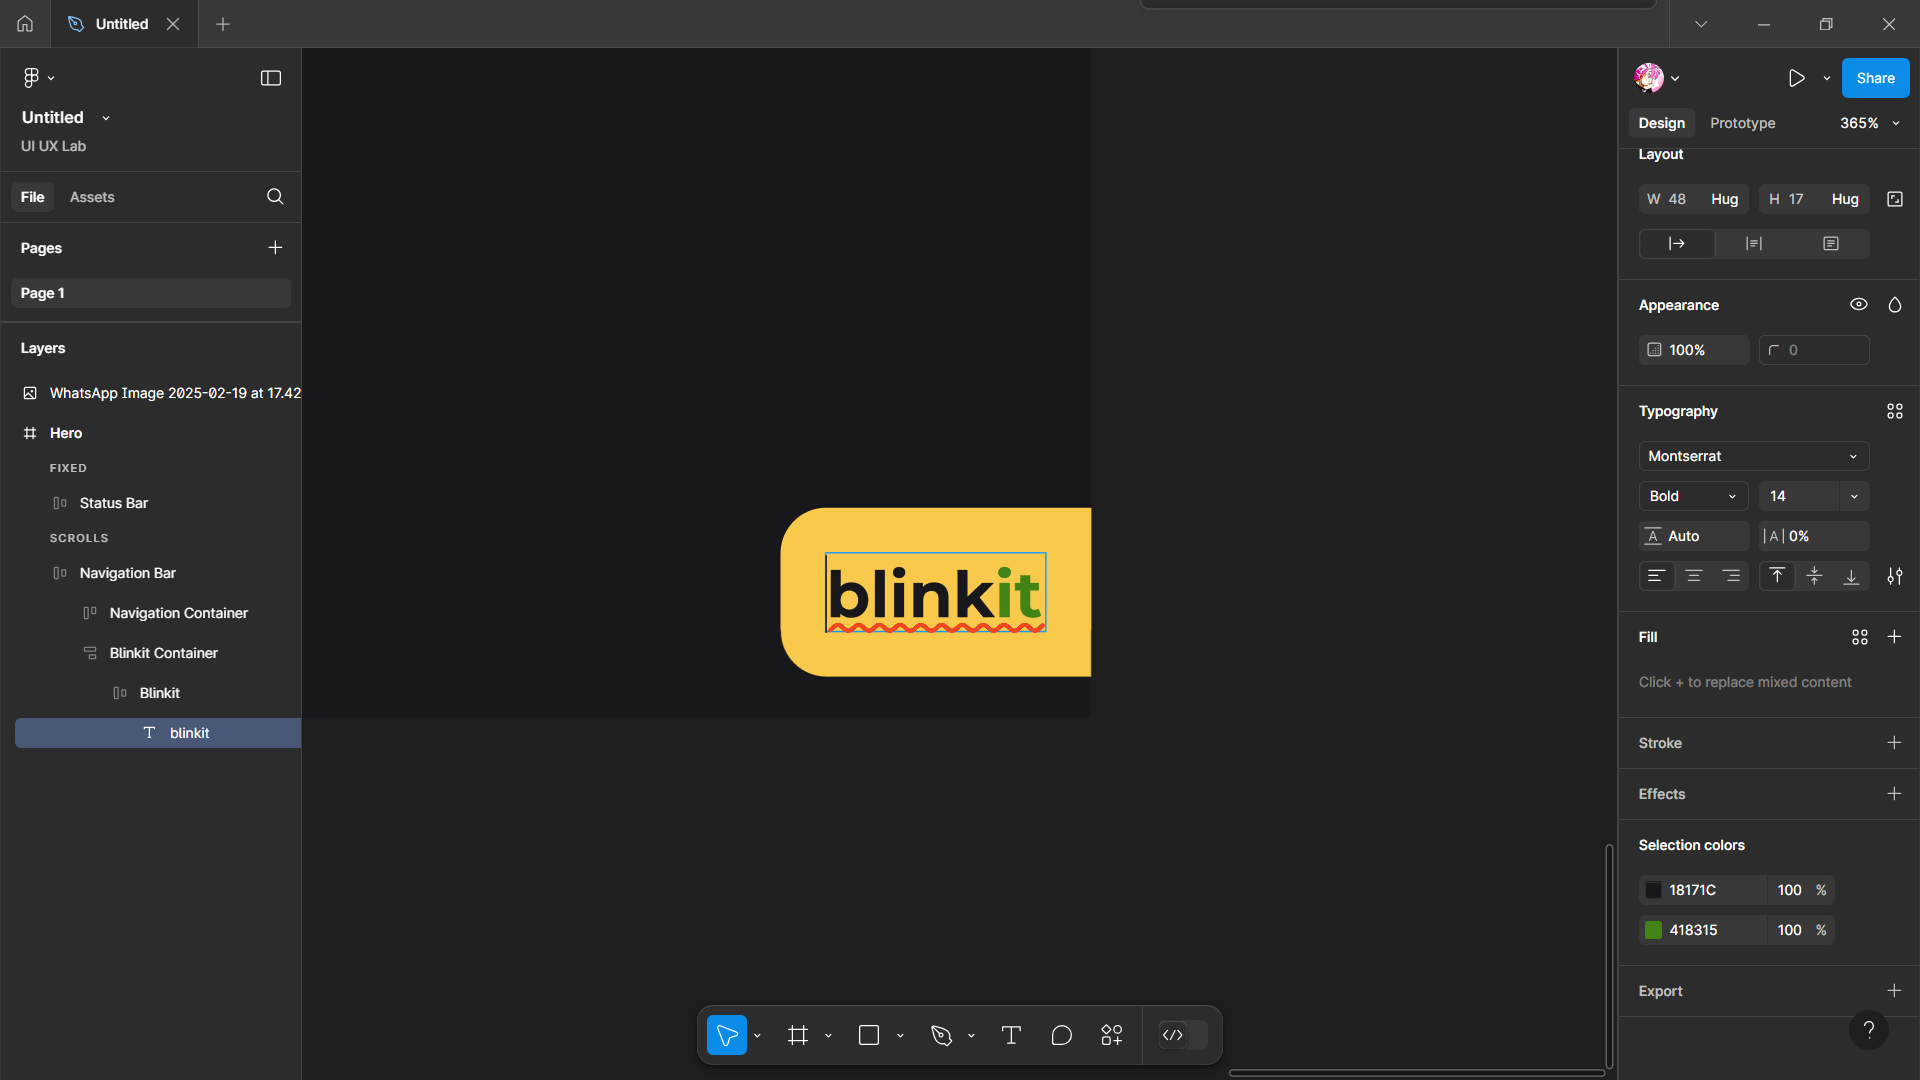 Untitled
Untitled
UI UX Lab
File
Assets
Pages
Page 1
Layers
WhatsApp Image 2025-02-19 at 17.42
Hero
FIXED
Status Bar
SCROLLS
Navigation Bar
Navigation Container
Blinkit Container
Blinkit
blinkit
blinkit
Share
Design
Prototype
365%
Layout
W 48 Hug
H 17 Hug
Appearance
100%
0
Typography
Montserrat
Bold
14
Auto
|A| 0%
Fill
Click + to replace mixed content
Stroke
Effects
Selection colors
18171C 100 %
418315 100 %
Export
?